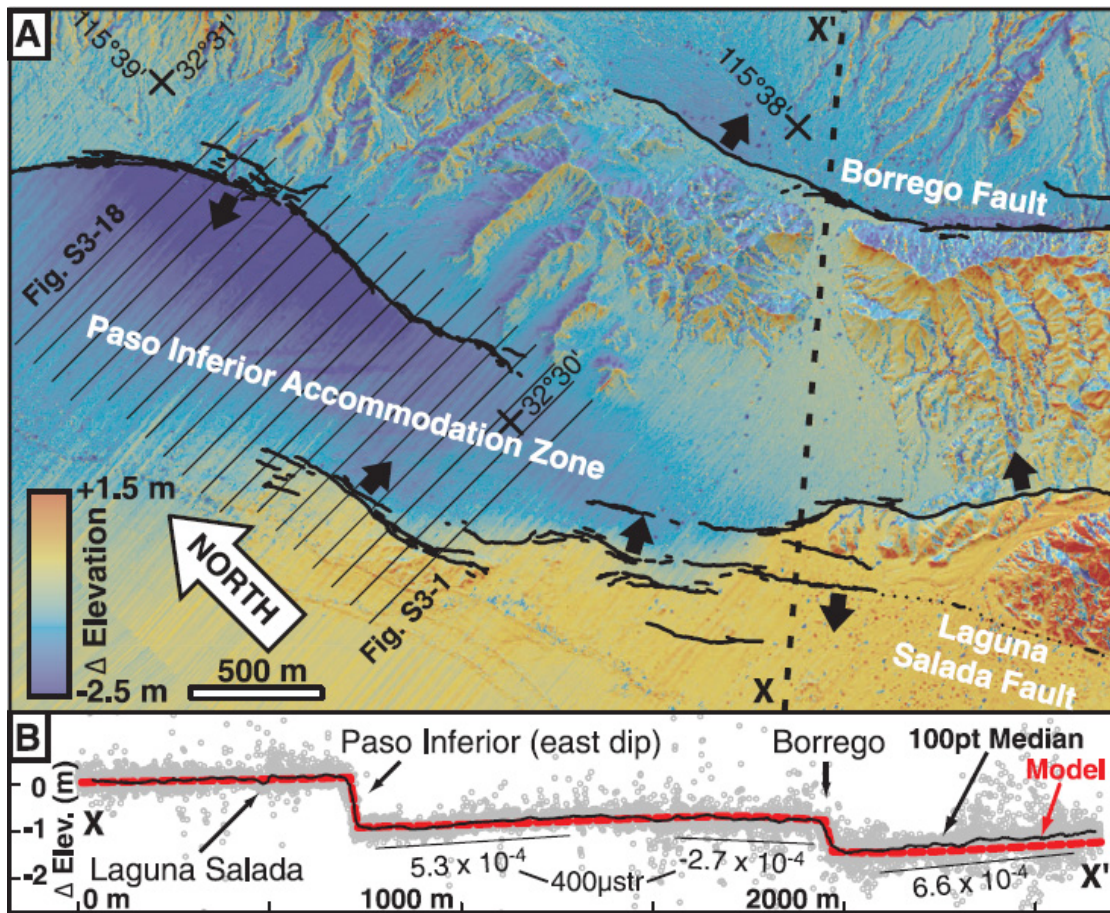 A
115°39'
32°31'
X'
115°38'
Borrego Fault
Fig. S3-18
Paso Inferior Accommodation Zone
32°30'
+1.5 m
Δ Elevation
-2.5 m
NORTH
500 m
Fig. S3-1
X
Laguna
Salada Fault
B
Paso Inferior (east dip)
Borrego
100pt Median
Model
Δ Elev. (m)
0
-1
-2
X
Laguna Salada
5.3 x 10⁻⁴
400µstr
-2.7 x 10⁻⁴
6.6 x 10⁻⁴
X'
0 m
1000 m
2000 m